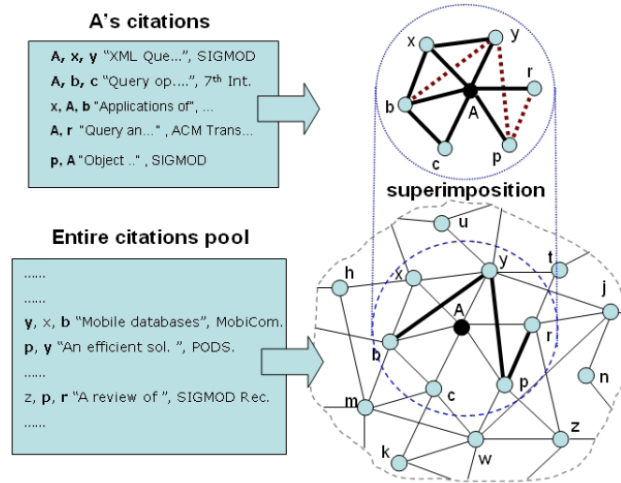 A's citations
A, x, y "XML Que...", SIGMOD
A, b, c "Query op....", 7th Int.
x, A, b "Applications of", ...
A, r "Query an..." , ACM Trans...
p, A "Object .." , SIGMOD
x
y
r
b
A
c
p
superimposition
Entire citations pool
......
......
y, x, b "Mobile databases", MobiCom.
p, y "An efficient sol. ", PODS.
......
z, p, r "A review of ", SIGMOD Rec.
......
u
h
x
y
t
j
A
r
b
c
p
n
m
k
w
z